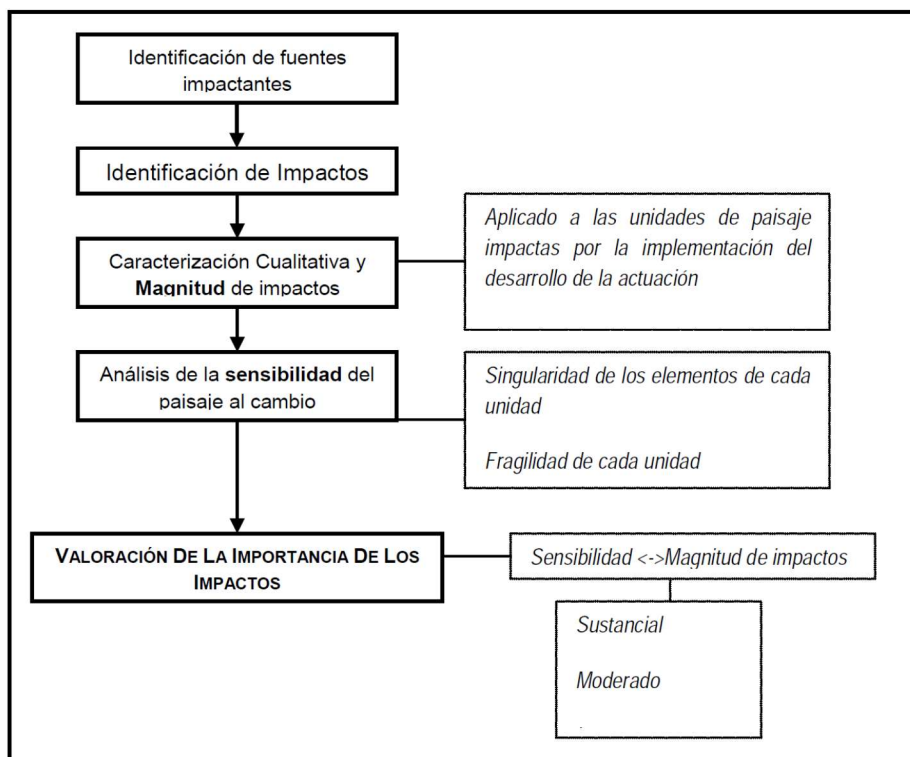 Identificación de fuentes
impactantes
Identificación de Impactos
Caracterización Cualitativa y
Magnitud de impactos
Aplicado a las unidades de paisaje
impactas por la implementación del
desarrollo de la actuación
Análisis de la sensibilidad del
paisaje al cambio
Singularidad de los elementos de cada
unidad
Fragilidad de cada unidad
VALORACIÓN DE LA IMPORTANCIA DE LOS
IMPACTOS
Sensibilidad <->Magnitud de impactos
Sustancial
Moderado